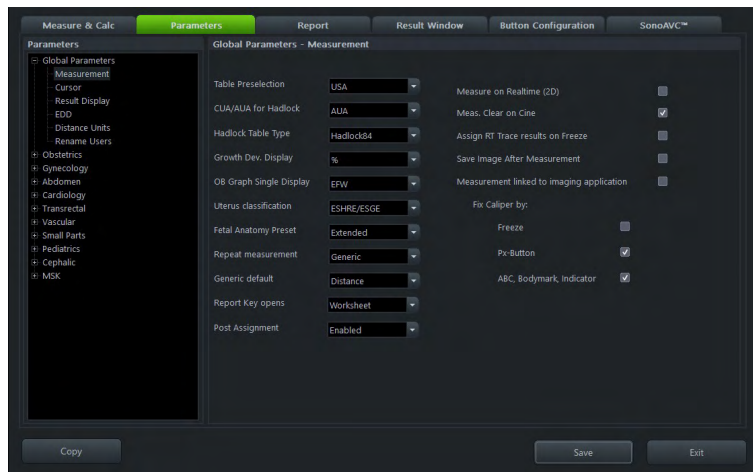 Measure & Calc
Parameters
Report
Result Window
Button Configuration
SonoAVC™
Parameters
Global Parameters
Measurement
Cursor
Result Display
EDD
Distance Units
Rename Users
Obstetrics
Gynecology
Abdomen
Cardiology
Transrectal
Vascular
Small Parts
Pediatrics
Cephalic
MSK
Global Parameters - Measurement
Table Preselection USA
CUA/AUA for Hadlock AUA
Hadlock Table Type Hadlock84
Growth Dev. Display %
OB Graph Single Display EFW
Uterus classification ESHRE/ESGE
Fetal Anatomy Preset Extended
Repeat measurement Generic
Generic default Distance
Report Key opens Worksheet
Post Assignment Enabled
Measure on Realtime (2D)
Meas. Clear on Cine
Assign RT Trace results on Freeze
Save Image After Measurement
Measurement linked to imaging application
Fix Caliper by:
Freeze
Px-Button
ABC, Bodymark, Indicator
Copy
Save
Exit